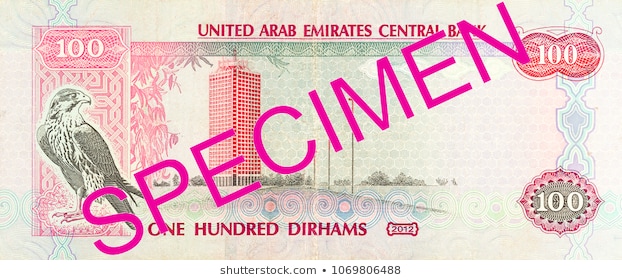 UNITED ARAB EMIRATES CENTRAL BANK
100
100
SPECIMEN
100
ONE HUNDRED DIRHAMS
2012
shutterstock.com • 1069806488